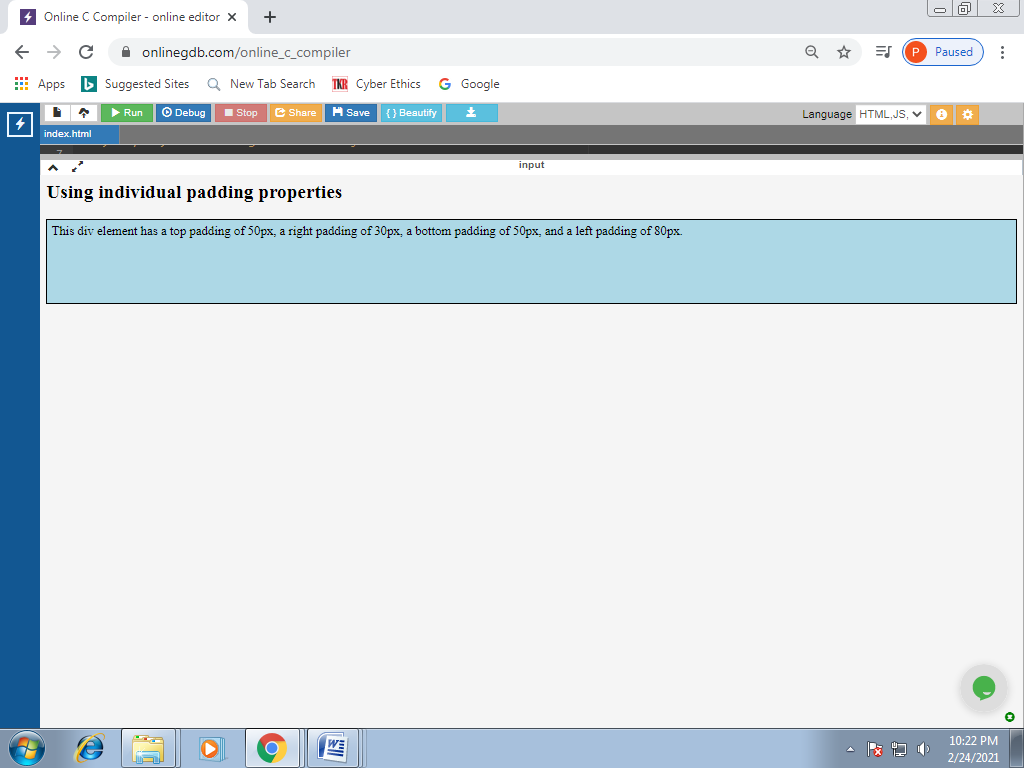 Online C Compiler - online editor
onlinegdb.com/online_c_compiler
P Paused
Apps
Suggested Sites
New Tab Search
TKR Cyber Ethics
Google
Run Debug Stop Share Save { } Beautify
Language HTML,JS,
index.html
7
input
Using individual padding properties
This div element has a top padding of 50px, a right padding of 30px, a bottom padding of 50px, and a left padding of 80px.
10:22 PM
2/24/2021